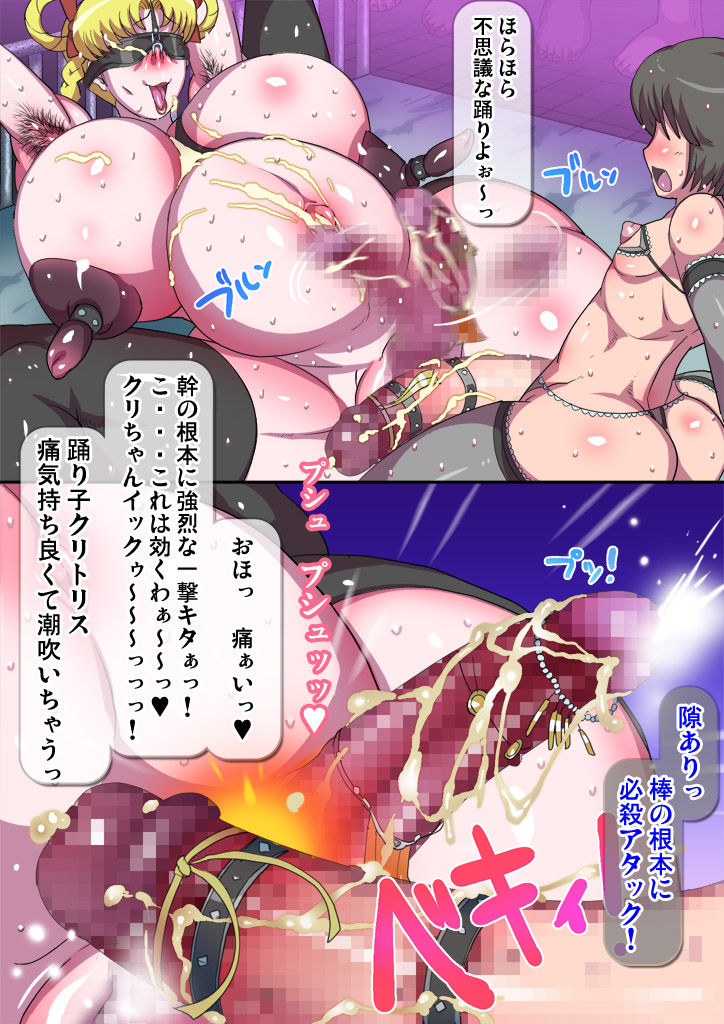 ほらほら
不思議な踊りよぉ～っ
ブルン
ブルン
幹の根本に強烈な一撃キタぁっ！
こ・・・これは効くわぁ～～っ♥
クリちゃんイックゥ～～～っっっ！
おほっ　痛ぁいっ♥
踊り子クリトリス
痛気持ち良くて潮吹いちゃうっ
プシュ　プシュッッ♥
プッ！
隙ありっ
棒の根本に
必殺アタック！
ベキィ！